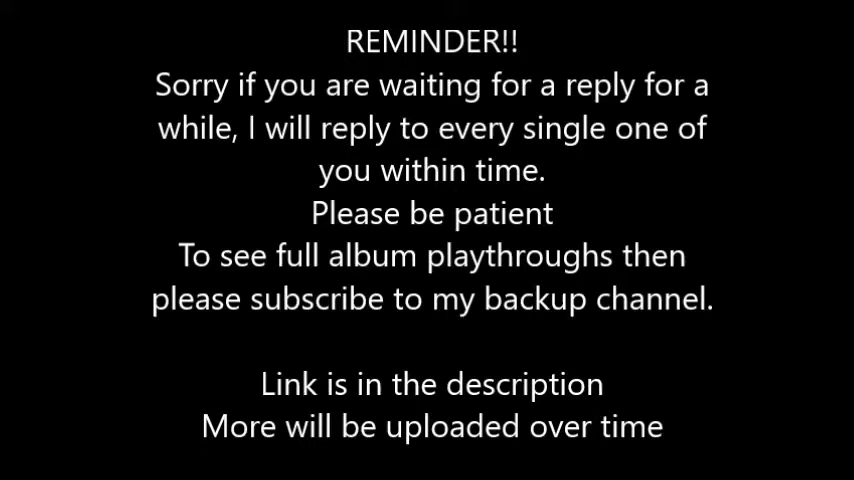 REMINDER!!
Sorry if you are waiting for a reply for a
while, I will reply to every single one of
you within time.
Please be patient
To see full album playthroughs then
please subscribe to my backup channel.
Link is in the description
More will be uploaded over time